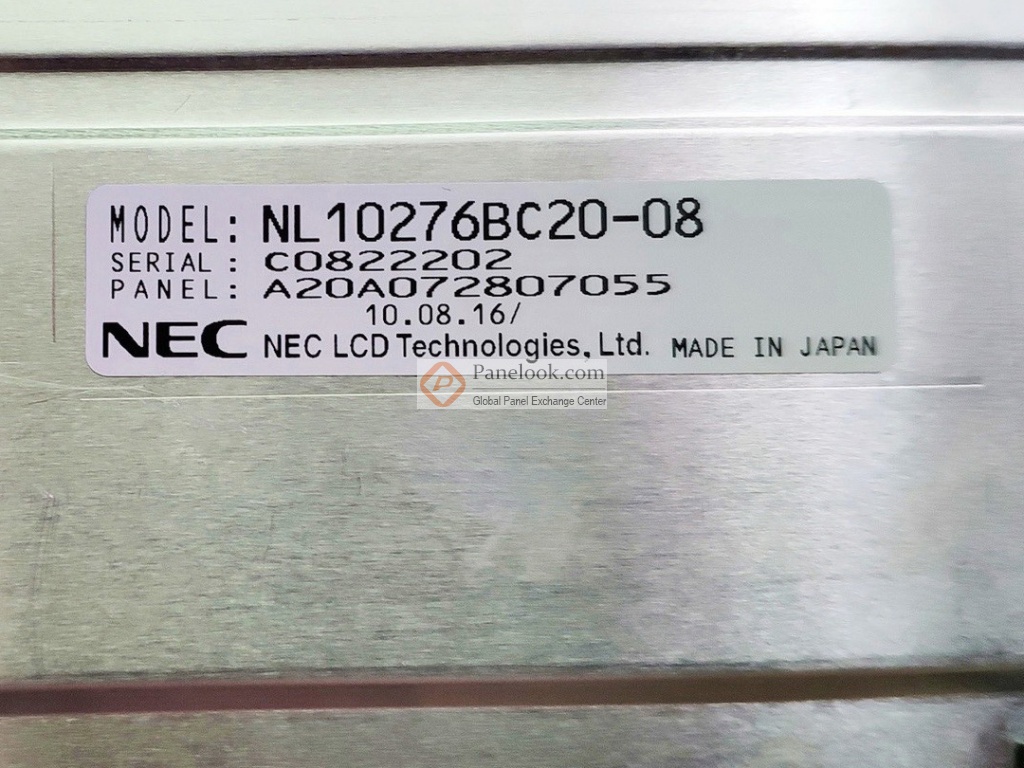 MODEL: NL10276BC20-08
SERIAL : C0822202
PANEL: A20A072807055
10.08.16/
NEC NEC LCD Technologies, Ltd. MADE IN JAPAN
P Panelook.com
Global Panel Exchange Center